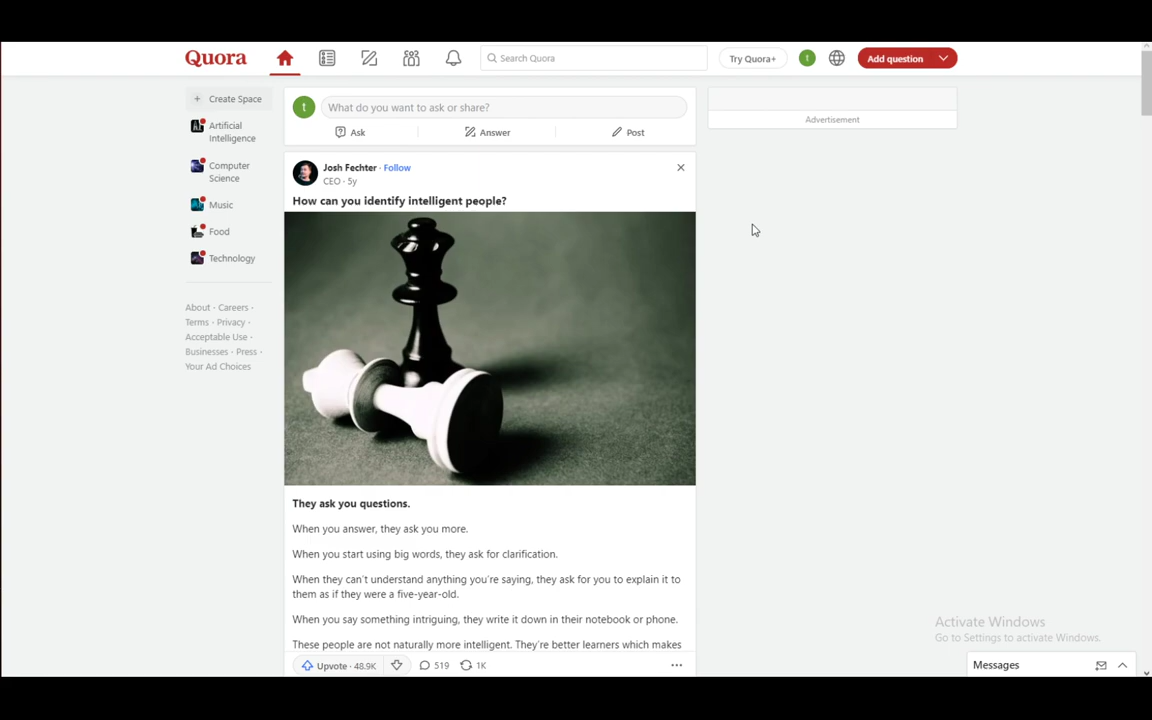 Quora
Search Quora
Try Quora+
t
Add question
Create Space
Artificial
Intelligence
Computer
Science
Music
Food
Technology
About · Careers ·
Terms · Privacy ·
Acceptable Use ·
Businesses · Press ·
Your Ad Choices
t
What do you want to ask or share?
Ask
Answer
Post
Josh Fechter · Follow
CEO · 5y
How can you identify intelligent people?
They ask you questions.
When you answer, they ask you more.
When you start using big words, they ask for clarification.
When they can't understand anything you're saying, they ask for you to explain it to
them as if they were a five-year-old.
When you say something intriguing, they write it down in their notebook or phone.
These people are not naturally more intelligent. They're better learners which makes
Upvote · 48.9K
519
1K
Advertisement
Activate Windows
Go to Settings to activate Windows.
Messages